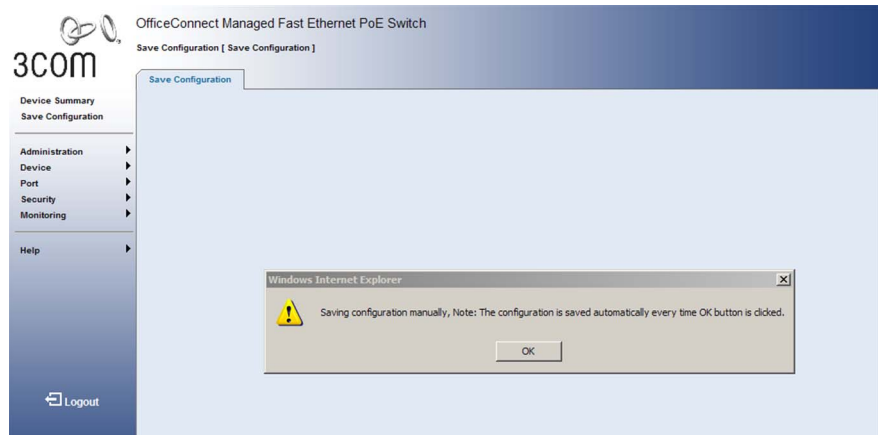 OfficeConnect Managed Fast Ethernet PoE Switch
Save Configuration [ Save Configuration ]
3COM
Save Configuration
Device Summary
Save Configuration
Administration
Device
Port
Security
Monitoring
Help
Windows Internet Explorer
Saving configuration manually, Note: The configuration is saved automatically every time OK button is clicked.
OK
Logout